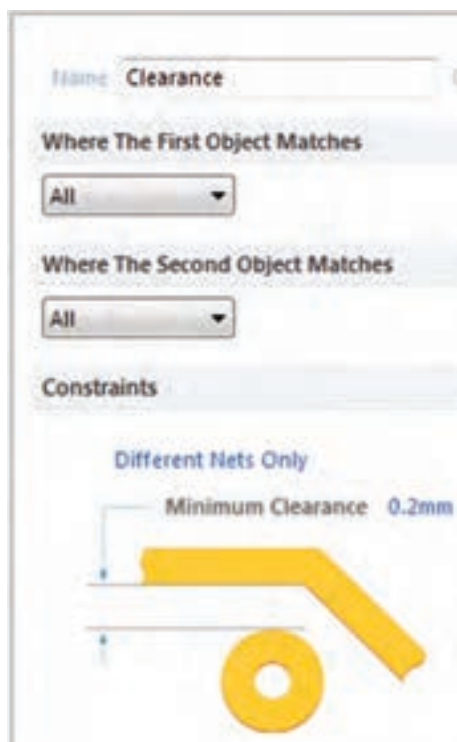 Name Clearance
Where The First Object Matches
All
Where The Second Object Matches
All
Constraints
Different Nets Only
Minimum Clearance 0.2mm